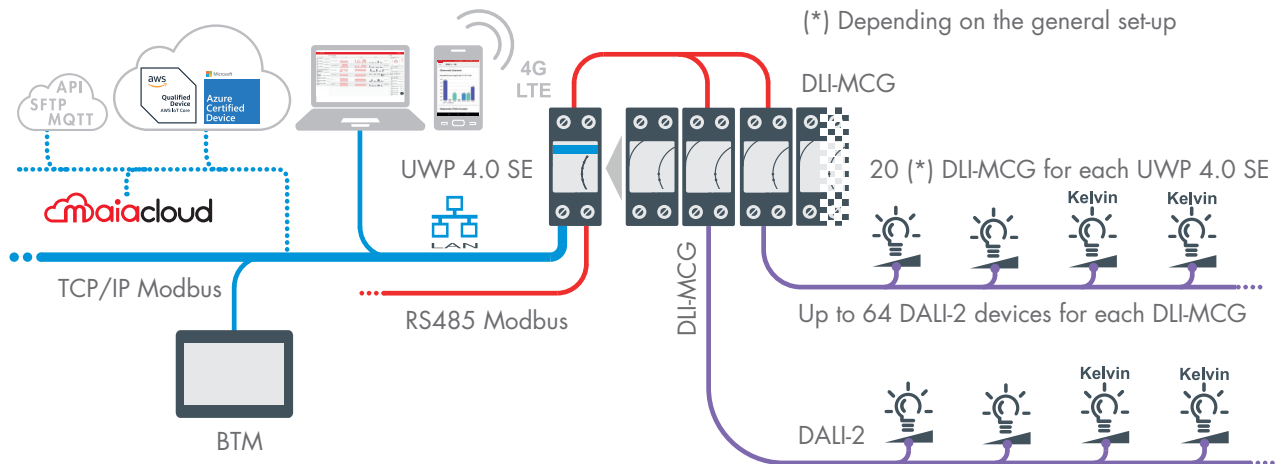 (*) Depending on the general set-up
API
SFTP
MQTT
aws
Qualified
Device
AWS IoT Core
Microsoft
Azure
Certified
Device
4G
LTE
DLI-MCG
UWP 4.0 SE
20 (*) DLI-MCG for each UWP 4.0 SE
maiacloud
LAN
Kelvin
Kelvin
TCP/IP Modbus
RS485 Modbus
DLI-MCG
Up to 64 DALI-2 devices for each DLI-MCG
Kelvin
Kelvin
BTM
DALI-2